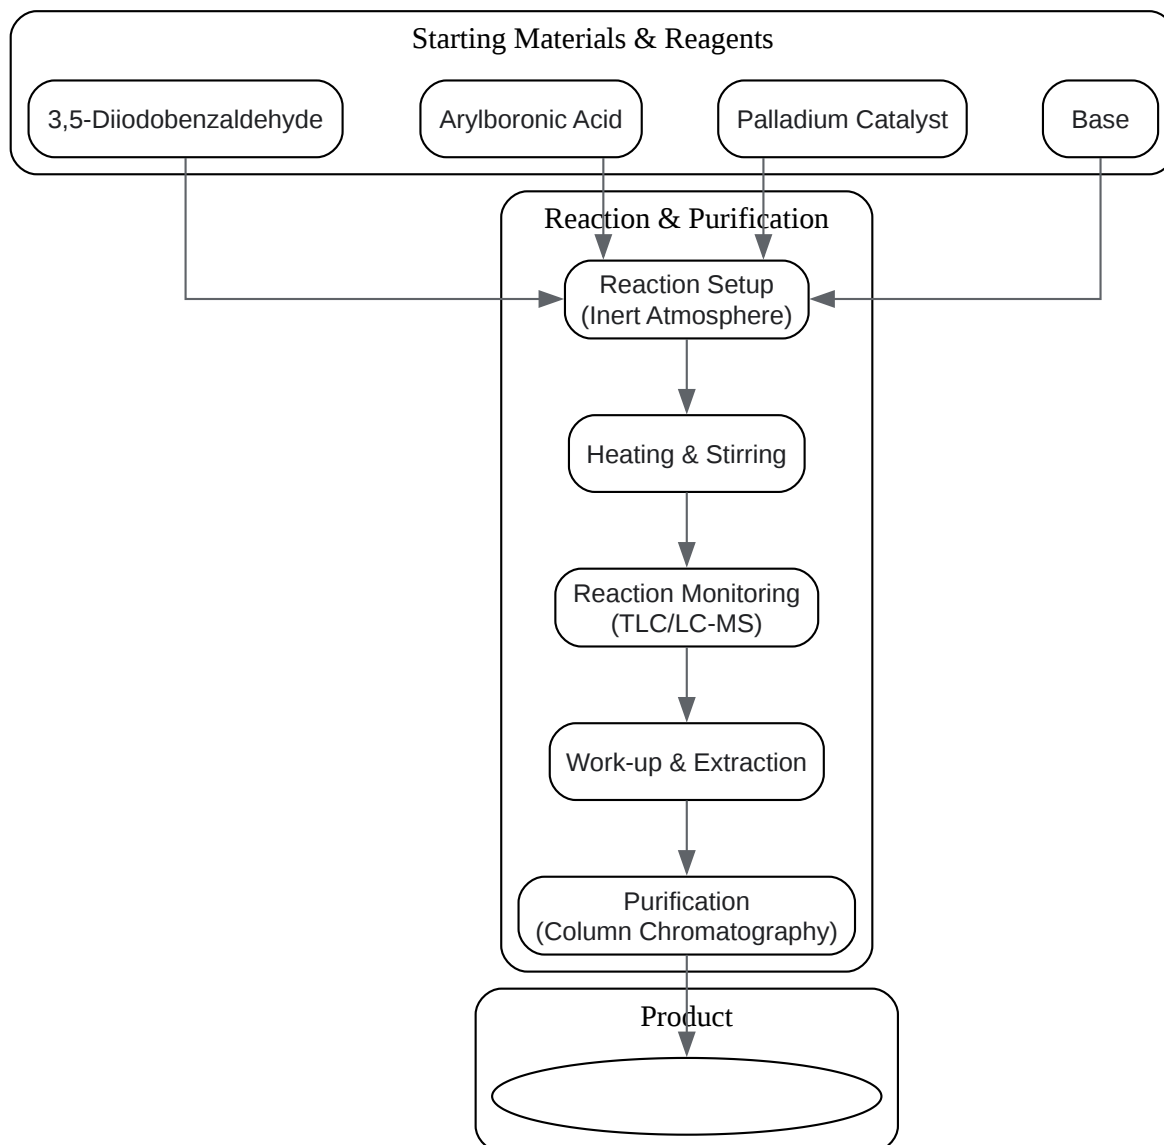 Starting Materials & Reagents
3,5-Diiodobenzaldehyde
Arylboronic Acid
Palladium Catalyst
Base
Reaction & Purification
Reaction Setup
(Inert Atmosphere)
Heating & Stirring
Reaction Monitoring
(TLC/LC-MS)
Work-up & Extraction
Purification
(Column Chromatography)
Product